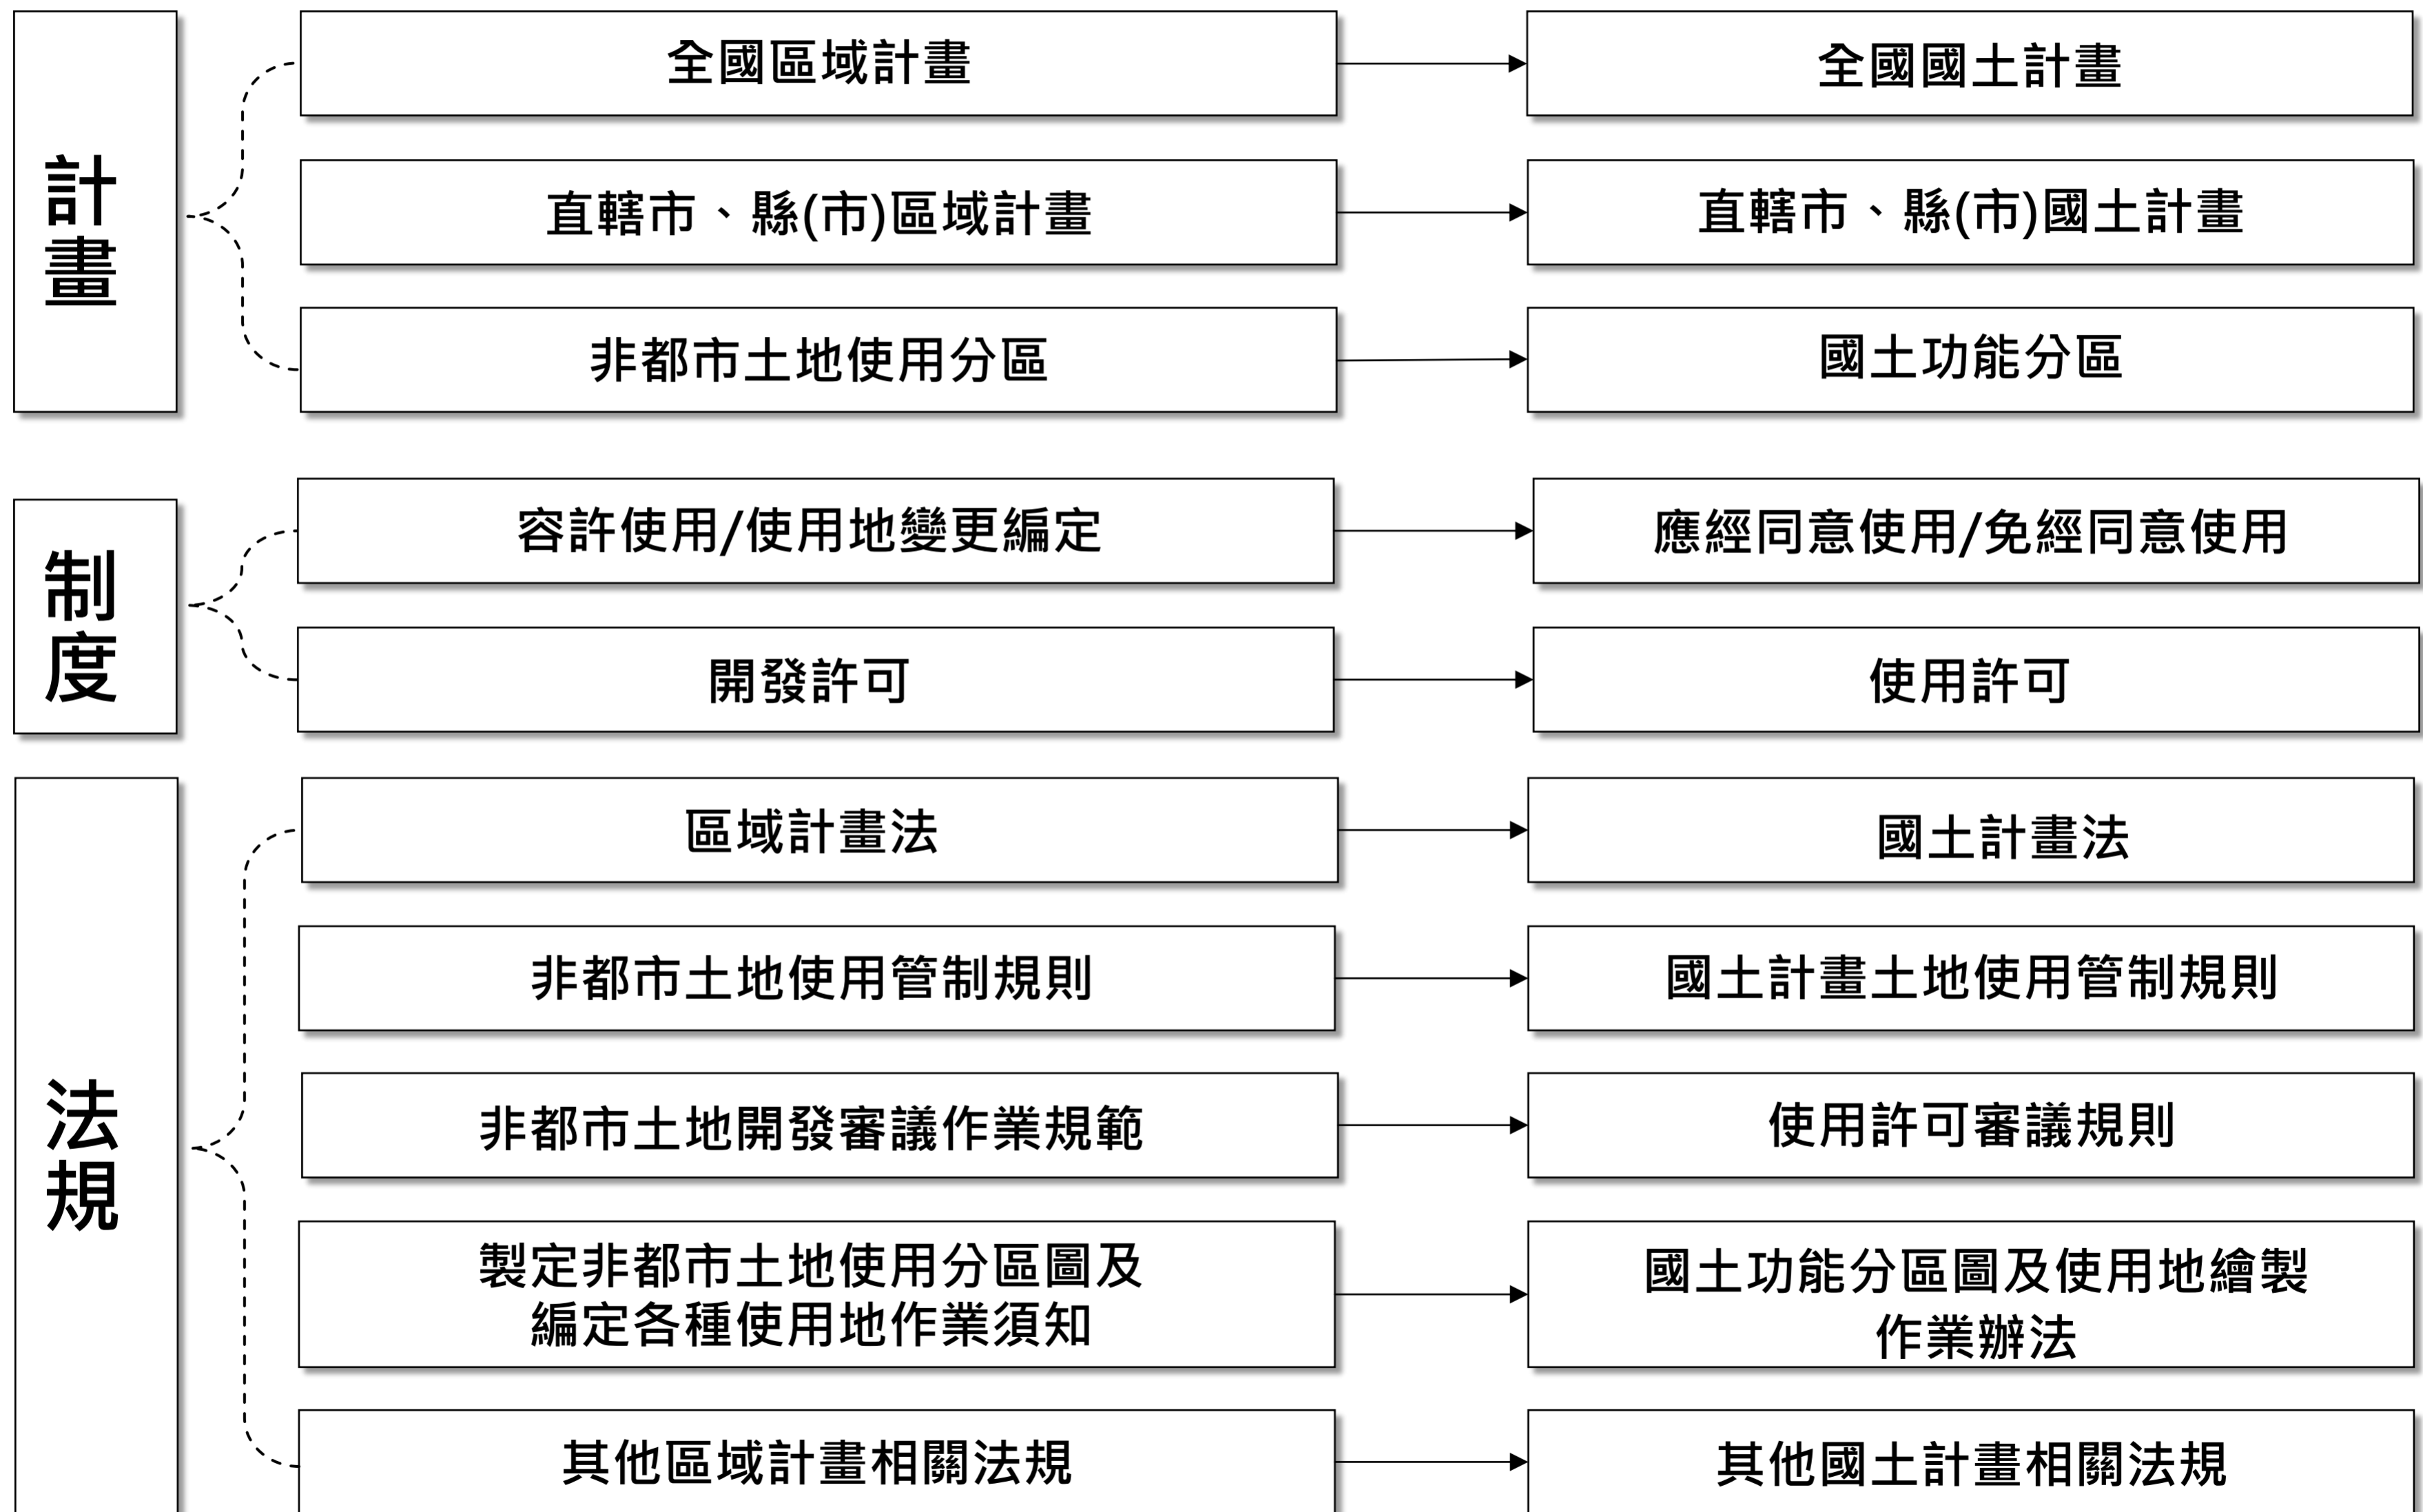 計畫
全國區域計畫
全國國土計畫
直轄市、縣(市)區域計畫
直轄市、縣(市)國土計畫
非都市土地使用分區
國土功能分區
制度
容許使用/使用地變更編定
應經同意使用/免經同意使用
開發許可
使用許可
法規
區域計畫法
國土計畫法
非都市土地使用管制規則
國土計畫土地使用管制規則
非都市土地開發審議作業規範
使用許可審議規則
製定非都市土地使用分區圖及
編定各種使用地作業須知
國土功能分區圖及使用地繪製
作業辦法
其他區域計畫相關法規
其他國土計畫相關法規